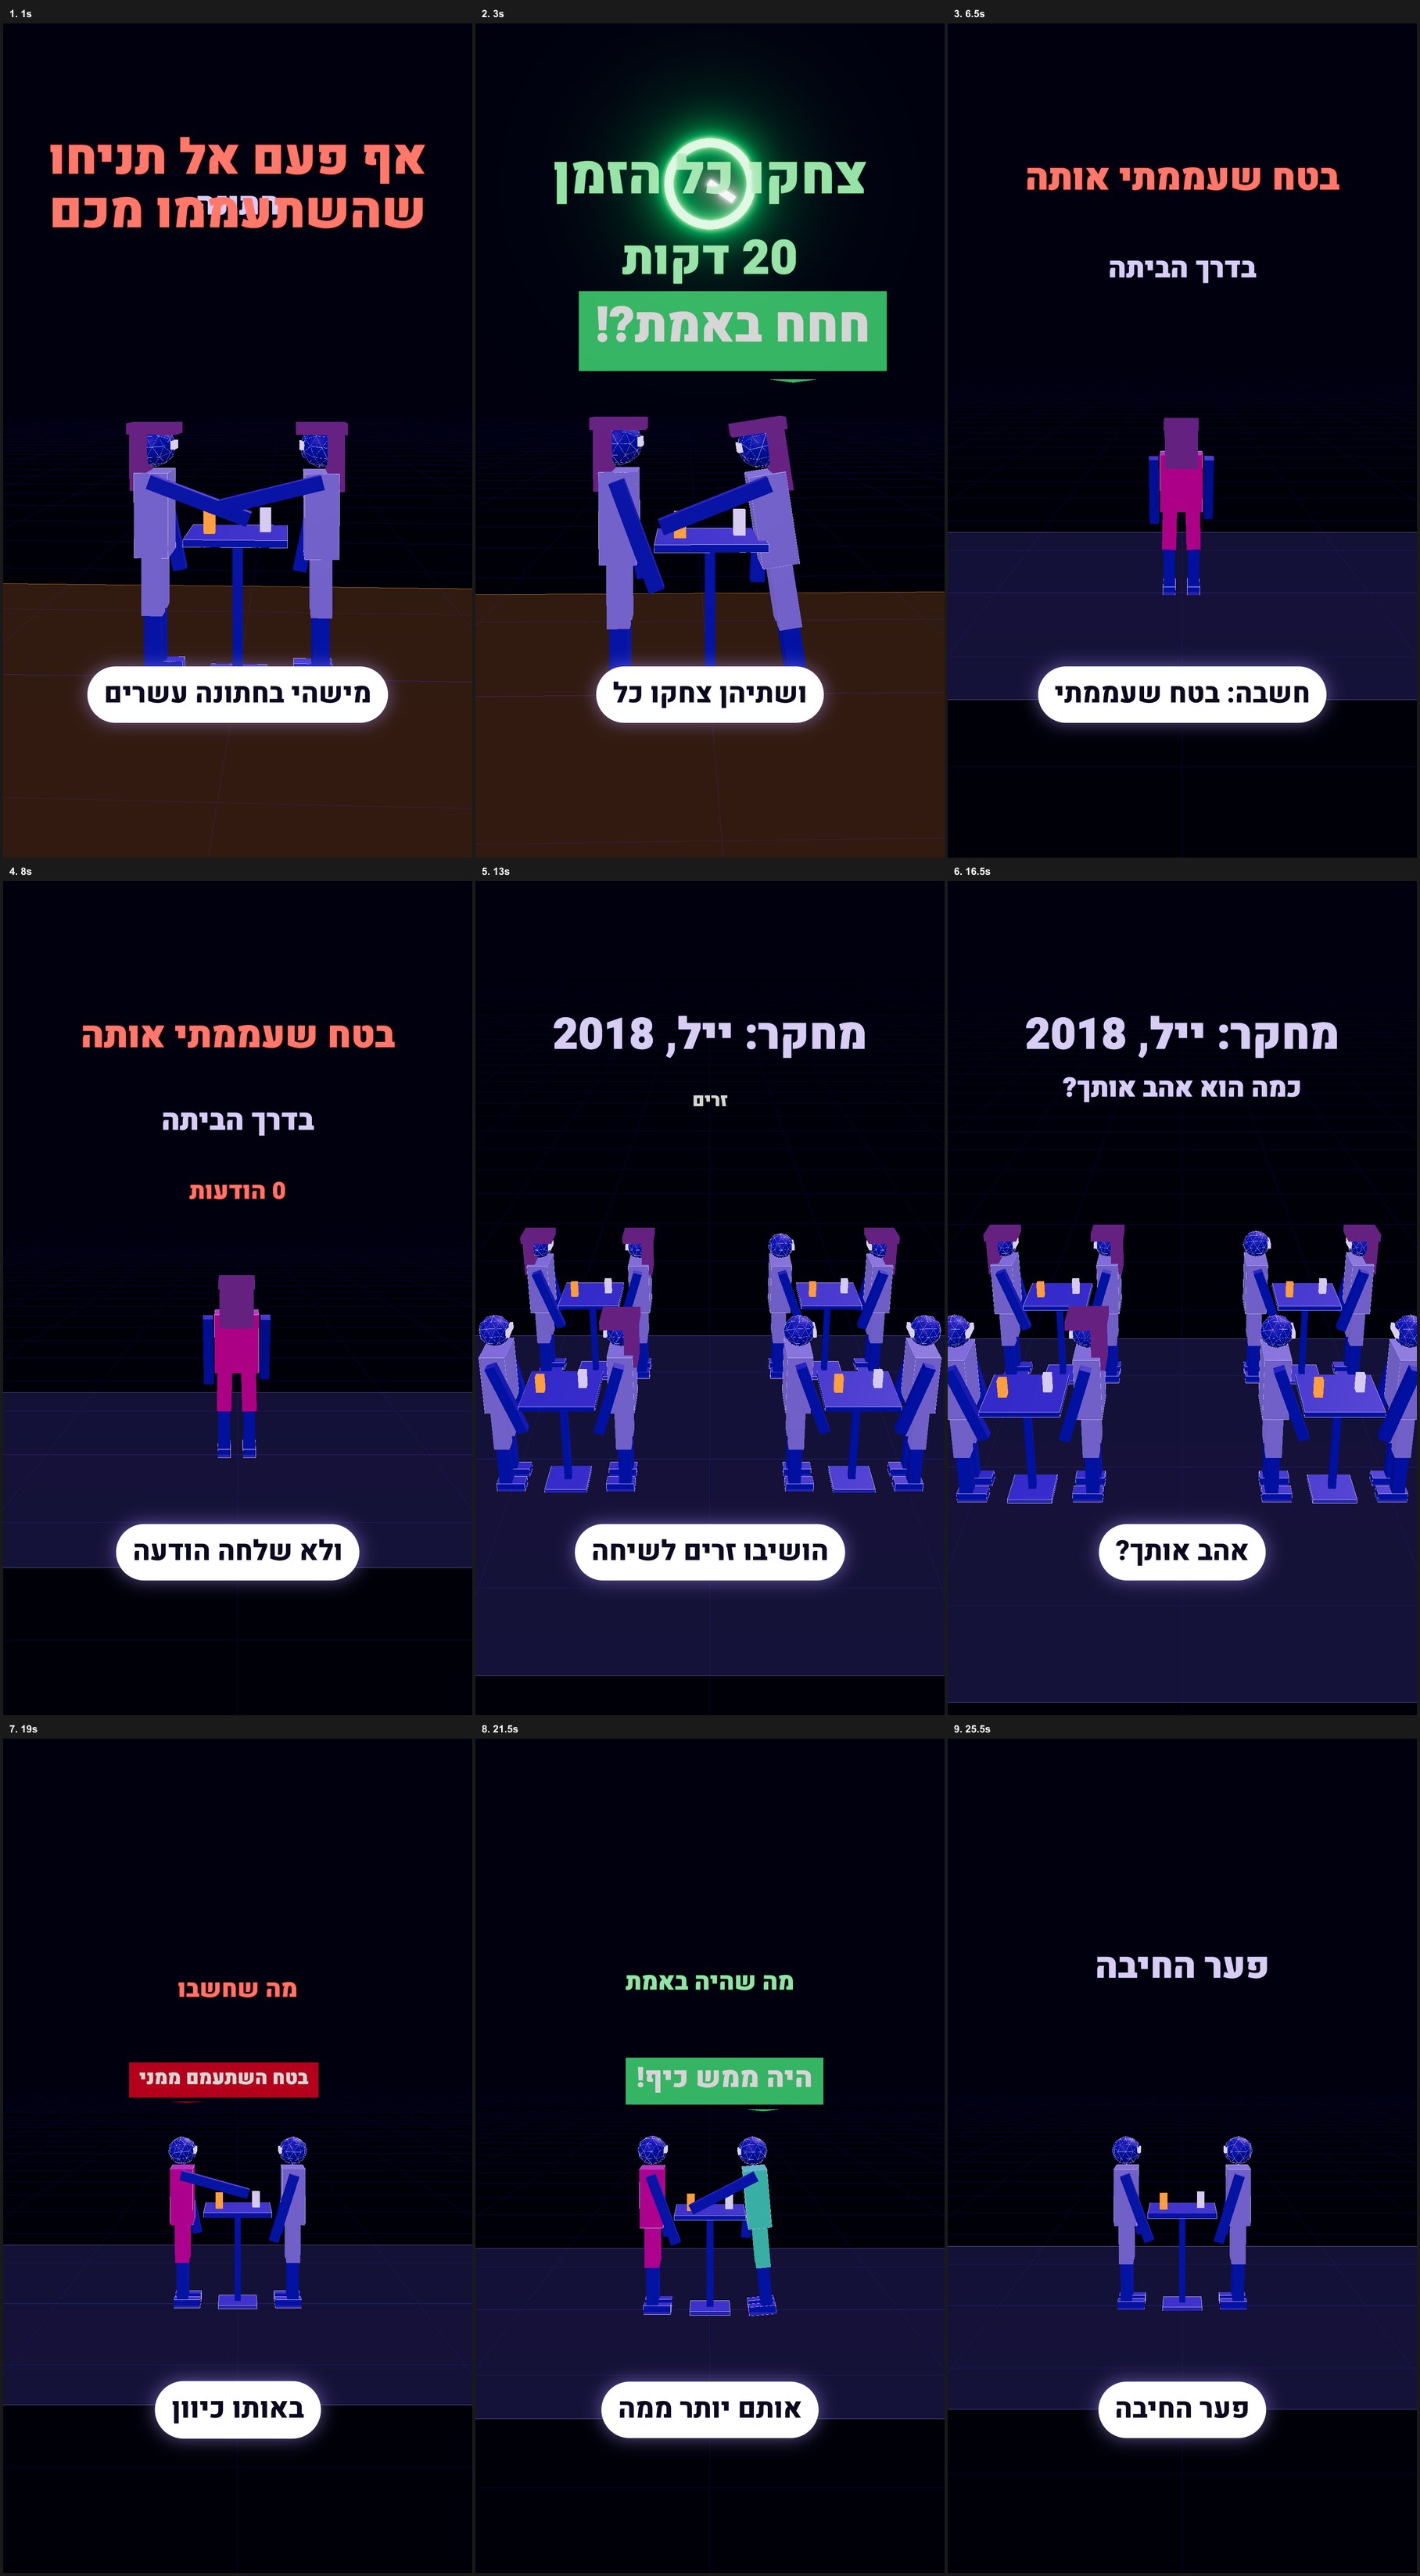 1. 1s
אף פעם אל תניחו
שהשתעממו מכם
מישהי בחתונה עשרים
2. 3s
צחקו כל הזמן
20 דקות
חחח באמת?!
ושתיהן צחקו כל
3. 6.5s
בטח שעממתי אותה
בדרך הביתה
חשבה: בטח שעממתי
4. 8s
בטח שעממתי אותה
בדרך הביתה
0 הודעות
ולא שלחה הודעה
5. 13s
מחקר: ייל, 2018
זרים
הושיבו זרים לשיחה
6. 16.5s
מחקר: ייל, 2018
כמה הוא אהב אותך?
אהב אותך?
7. 19s
מה שחשבו
בטח השתעמם ממני
באותו כיוון
8. 21.5s
מה שהיה באמת
היה ממש כיף!
אותם יותר ממה
9. 25.5s
פער החיבה
פער החיבה